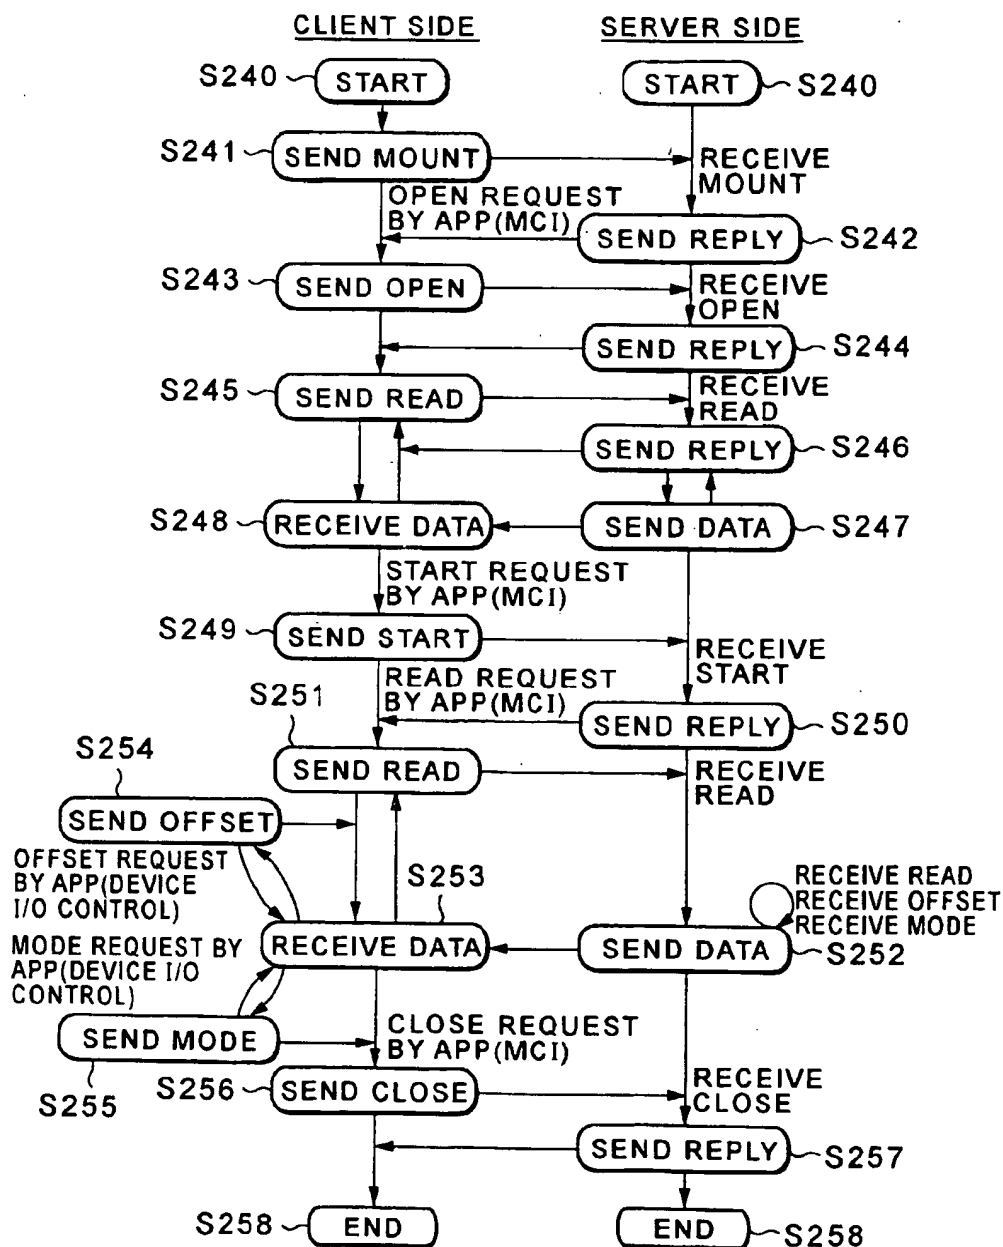 CLIENT SIDE
SERVER SIDE
S240
START
START
S240
S241
SEND MOUNT
RECEIVE
MOUNT
OPEN REQUEST
BY APP(MCI)
SEND REPLY
S242
S243
SEND OPEN
RECEIVE
OPEN
SEND REPLY
S244
S245
SEND READ
RECEIVE
READ
SEND REPLY
S246
S248
RECEIVE DATA
SEND DATA
S247
START REQUEST
BY APP(MCI)
S249
SEND START
RECEIVE
START
S251
READ REQUEST
BY APP(MCI)
SEND REPLY
S250
S254
SEND READ
RECEIVE
READ
SEND OFFSET
OFFSET REQUEST
BY APP(DEVICE
I/O CONTROL)
S253
RECEIVE READ
RECEIVE OFFSET
RECEIVE MODE
MODE REQUEST BY
APP(DEVICE I/O
CONTROL)
RECEIVE DATA
SEND DATA
S252
SEND MODE
CLOSE REQUEST
BY APP(MCI)
S255
S256
SEND CLOSE
RECEIVE
CLOSE
SEND REPLY
S257
S258
END
END
S258